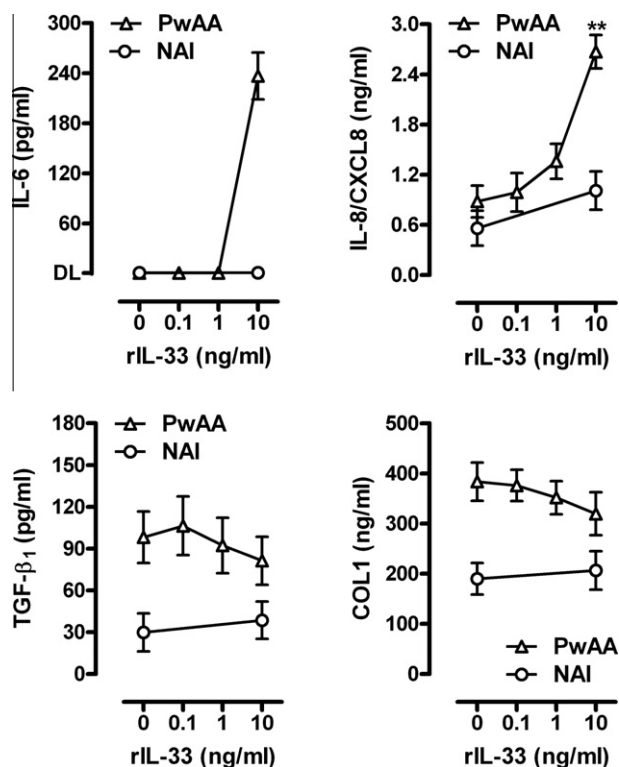 IL-6 (pg/ml)
300
240
180
120
60
DL
PwAA
NAI
0 0.1 1 10
rIL-33 (ng/ml)
IL-8/CXCL8 (ng/ml)
3.0
2.4
1.8
1.2
0.6
0.0
PwAA
NAI
**
0 0.1 1 10
rIL-33 (ng/ml)
TGF-β1 (pg/ml)
180
150
120
90
60
30
0
PwAA
NAI
0 0.1 1 10
rIL-33 (ng/ml)
COL1 (ng/ml)
500
400
300
200
100
0
PwAA
NAI
0 0.1 1 10
rIL-33 (ng/ml)